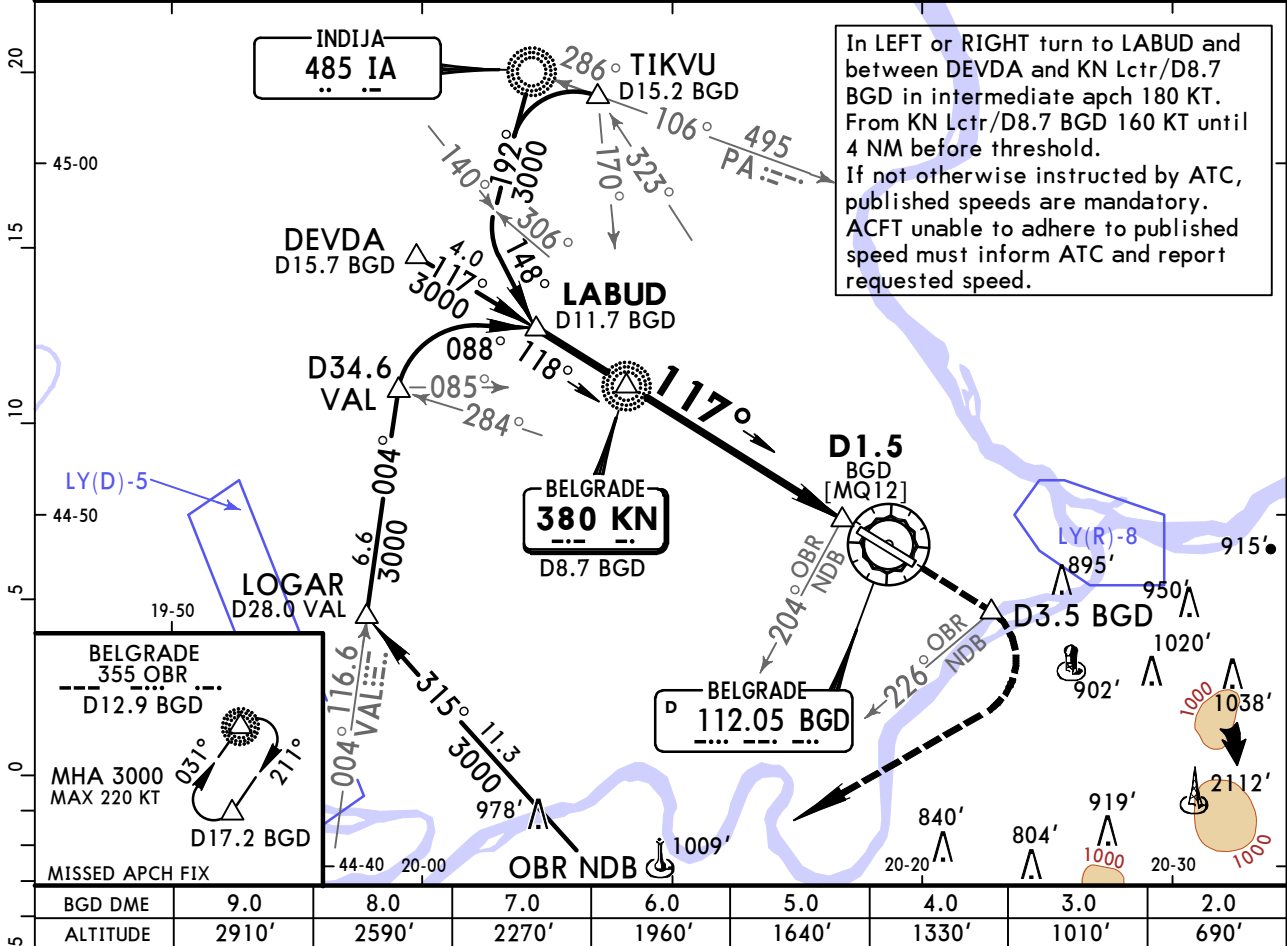 INDIJA
485 IA
286°
TIKVU
D15.2 BGD
106°
495
PA
In LEFT or RIGHT turn to LABUD and
between DEVDA and KN Lctr/D8.7
BGD in intermediate apch 180 KT.
From KN Lctr/D8.7 BGD 160 KT until
4 NM before threshold.
If not otherwise instructed by ATC,
published speeds are mandatory.
ACFT unable to adhere to published
speed must inform ATC and report
requested speed.
20
45-00
15
10
44-50
5
0
5
192°
3000
140°
306°
170°
323°
148°
DEVDA
D15.7 BGD
4.0
117°
3000
LABUD
D11.7 BGD
088°
118°
D34.6
VAL
085°
284°
117°
004°
6.6
3000
BELGRADE
380 KN
D8.7 BGD
D1.5
BGD
[MQ12]
LY(D)-5
LY(R)-8
915'
895'
950'
LOGAR
D28.0 VAL
19-50
204° OBR
NDB
D3.5 BGD
226° OBR
NDB
1020'
902'
1000
1038'
BELGRADE
355 OBR
D12.9 BGD
031°
211°
MHA 3000
MAX 220 KT
D17.2 BGD
MISSED APCH FIX
004° 116.6
VAL
315°
11.3
3000
BELGRADE
D 112.05 BGD
978'
OBR NDB
1009'
2112'
919'
840'
804'
1000
1000
44-40
20-00
20-20
20-30
BGD DME 9.0 8.0 7.0 6.0 5.0 4.0 3.0 2.0
ALTITUDE 2910' 2590' 2270' 1960' 1640' 1330' 1010' 690'